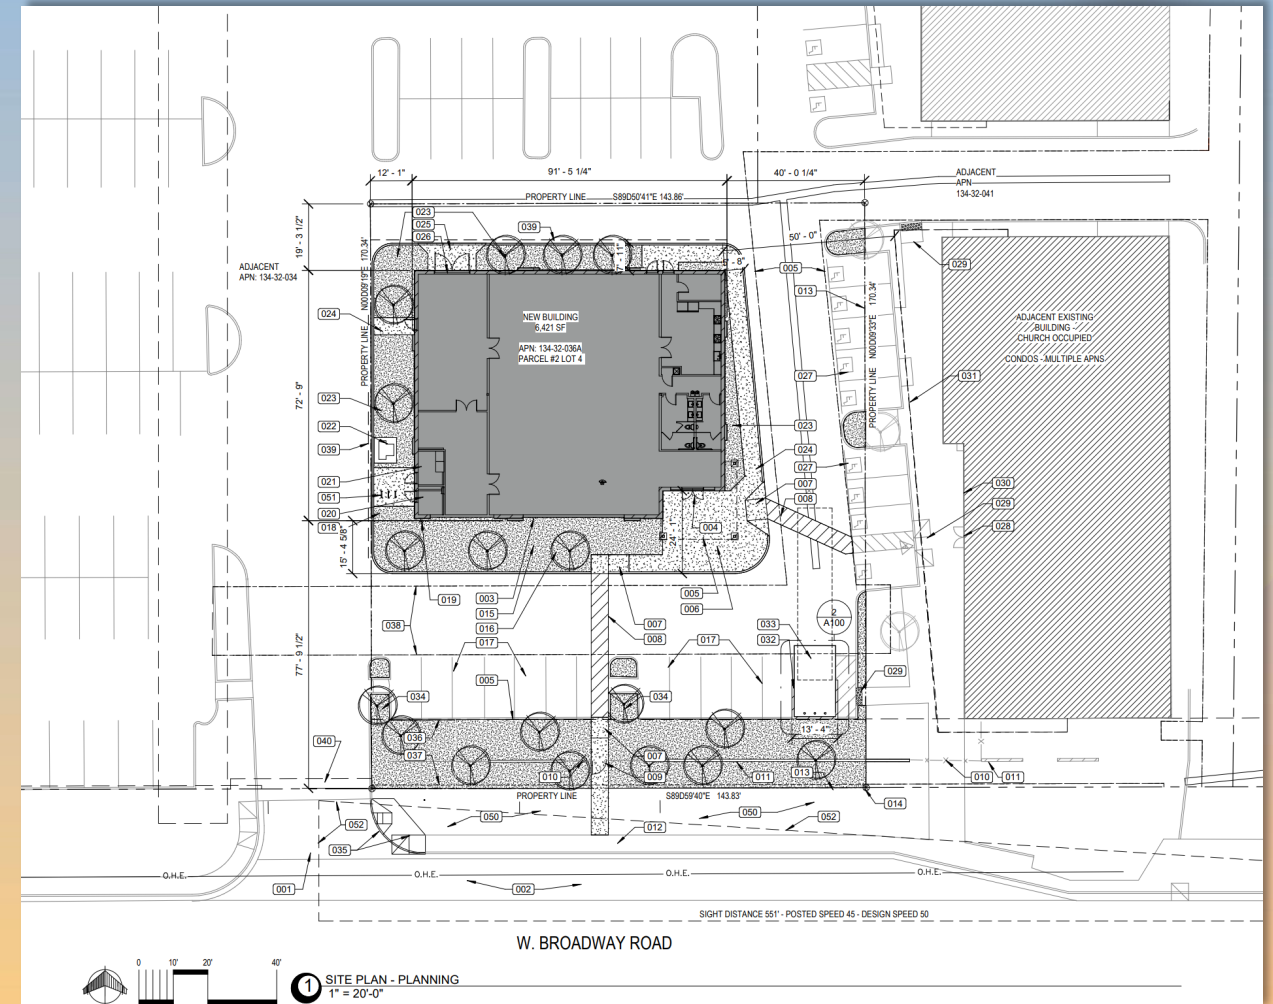 12' - 1"
91' - 5 1/4"
40' - 0 1/4"
ADJACENT
APN
134-32-041
PROPERTY LINE S89D50'41"E 143.86'
023
025
026
039
19' - 3 1/2"
50' - 0"
ADJACENT
APN: 134-32-034
PROPERTY LINE N00D09'19"E 170.34'
005
029
013
024
NEW BUILDING
6,421 SF
APN: 134-32-036A
PARCEL #2 LOT 4
ADJACENT EXISTING
BUILDING -
CHURCH OCCUPIED
CONDOS - MULTIPLE APNS
PROPERTY LINE N00D09'33"E 170.34'
72' - 9"
027
031
023
022
039
023
024
027
021
051
020
018
007
008
030
029
028
004
24' - 1"
15' - 4 5/8"
019
003
015
016
005
006
038
007
008
033
032
2
A100
017
017
77' - 9 1/2"
005
029
034
034
13' - 4"
036
037
040
007
009
010
011
013
010
011
014
PROPERTY LINE S89D59'40"E 143.83'
052
050
050
052
035
012
O.H.E.
O.H.E.
O.H.E.
O.H.E.
001
002
SIGHT DISTANCE 551' - POSTED SPEED 45 - DESIGN SPEED 50
W. BROADWAY ROAD
0 10' 20' 40'
1
SITE PLAN - PLANNING
1" = 20'-0"